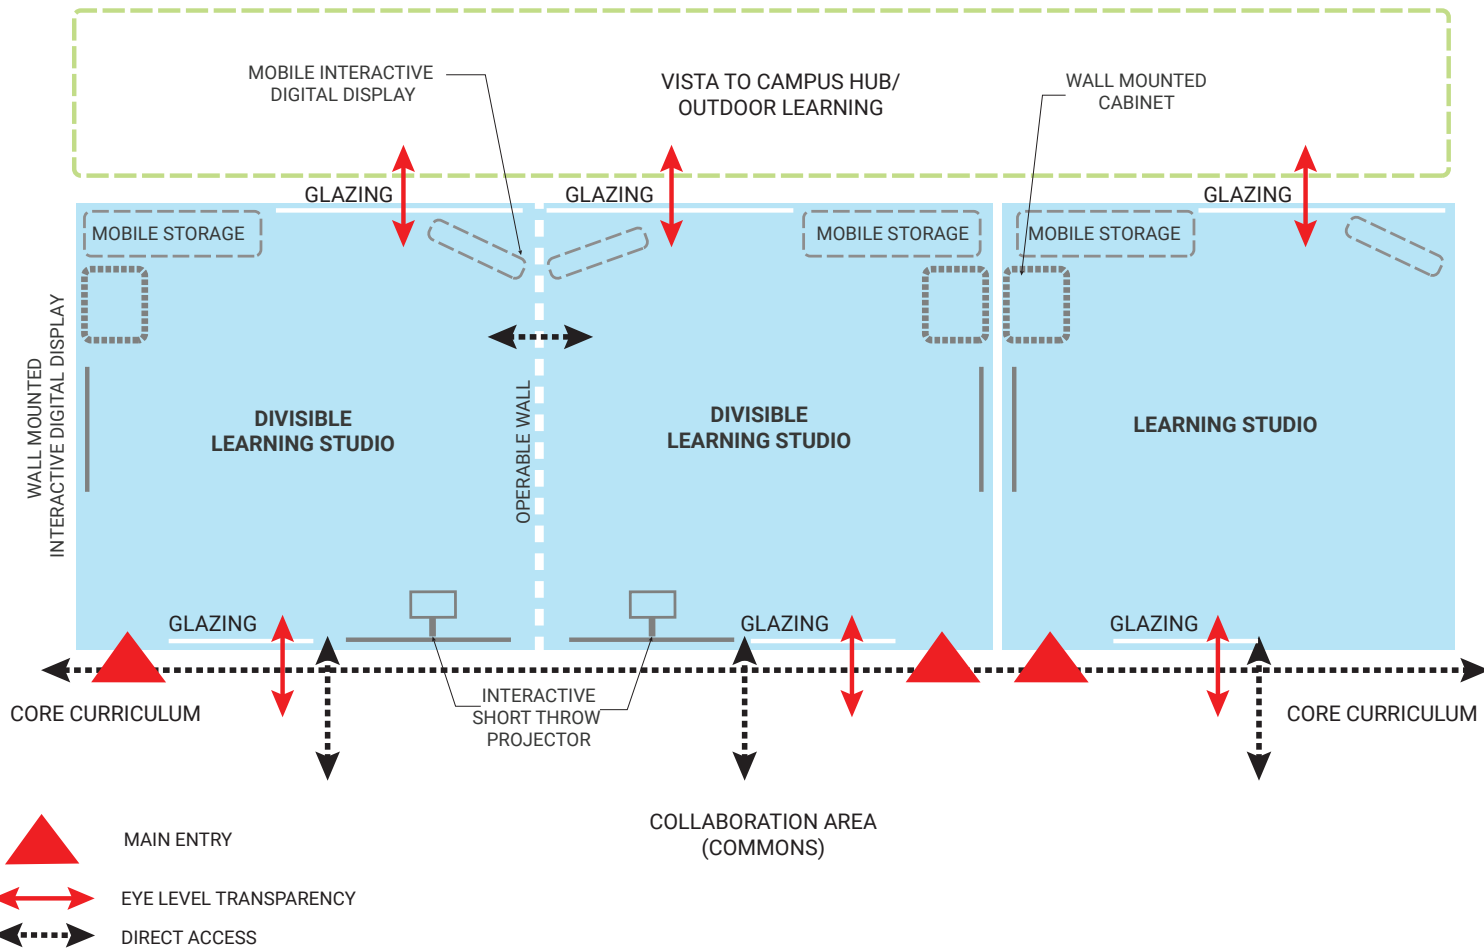 MOBILE INTERACTIVE
DIGITAL DISPLAY
VISTA TO CAMPUS HUB/
OUTDOOR LEARNING
WALL MOUNTED
CABINET
GLAZING
GLAZING
GLAZING
MOBILE STORAGE
MOBILE STORAGE
MOBILE STORAGE
WALL MOUNTED
INTERACTIVE DIGITAL DISPLAY
DIVISIBLE
LEARNING STUDIO
OPERABLE WALL
DIVISIBLE
LEARNING STUDIO
LEARNING STUDIO
GLAZING
GLAZING
GLAZING
CORE CURRICULUM
INTERACTIVE
SHORT THROW
PROJECTOR
CORE CURRICULUM
COLLABORATION AREA
(COMMONS)
MAIN ENTRY
EYE LEVEL TRANSPARENCY
DIRECT ACCESS